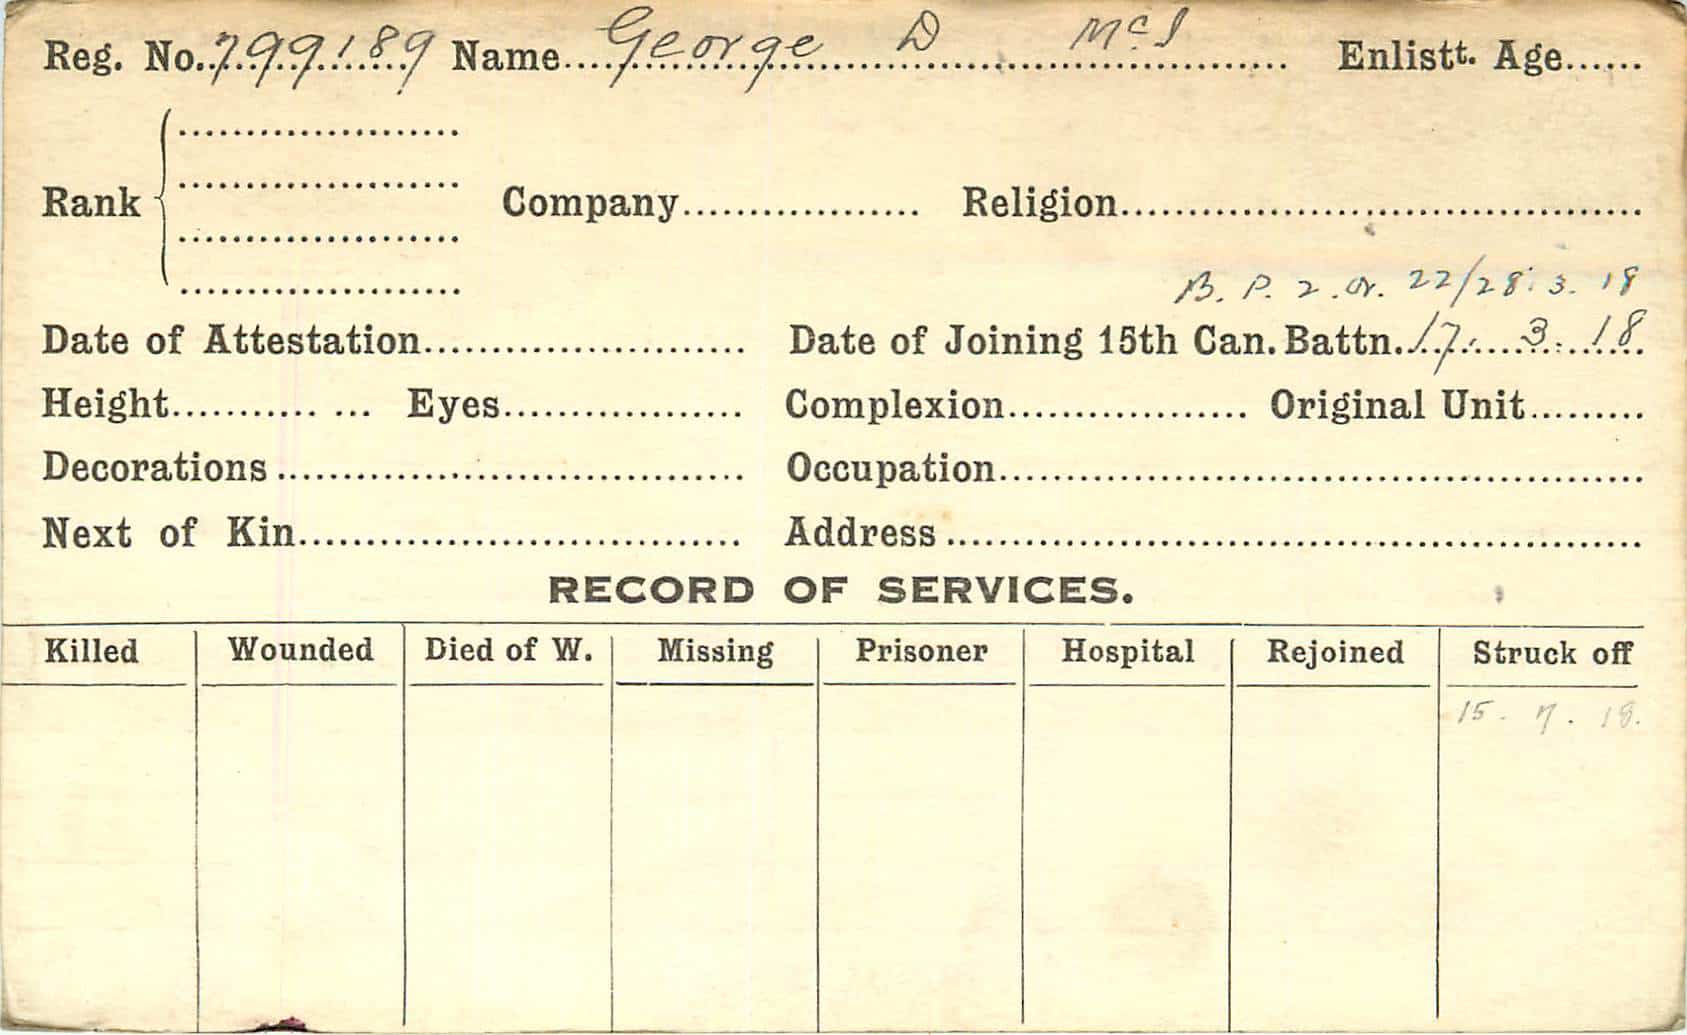 Reg. No. 799189 Name George D McI Enlistt. Age
Rank Company Religion
B. P. 2. or. 22/28.3.18
Date of Attestation Date of Joining 15th Can. Battn. 17. 3. 18
Height Eyes Complexion Original Unit
Decorations Occupation
Next of Kin Address
RECORD OF SERVICES.
Killed Wounded Died of W. Missing Prisoner Hospital Rejoined Struck off
15. 7. 18.